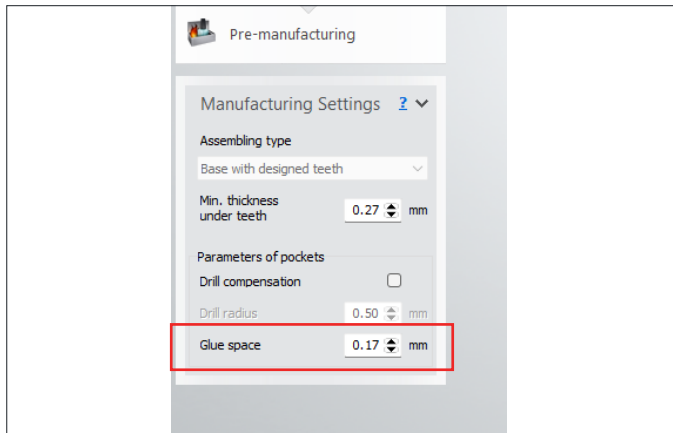 Pre-manufacturing
Manufacturing Settings ?
Assembling type
Base with designed teeth
Min. thickness
under teeth 0.27 mm
Parameters of pockets
Drill compensation
Drill radius 0.50 mm
Glue space 0.17 mm